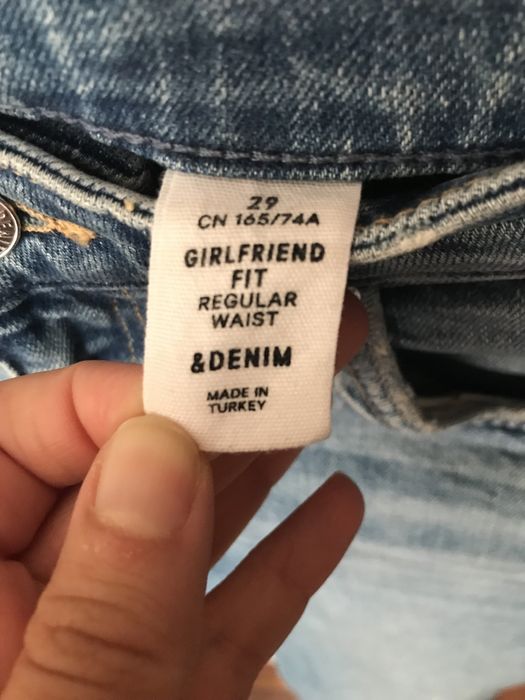 29
CN 165/74A
GIRLFRIEND
FIT
REGULAR
WAIST
&DENIM
MADE IN
TURKEY